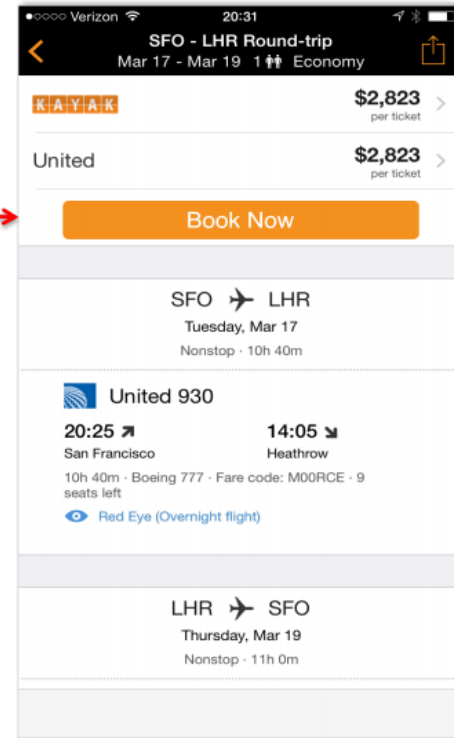 Verizon 20:31
SFO - LHR Round-trip
Mar 17 - Mar 19 1 Economy
KAYAK $2,823
per ticket
United $2,823
per ticket
Book Now
SFO LHR
Tuesday, Mar 17
Nonstop · 10h 40m
United 930
20:25 14:05
San Francisco Heathrow
10h 40m · Boeing 777 · Fare code: M00RCE · 9
seats left
Red Eye (Overnight flight)
LHR SFO
Thursday, Mar 19
Nonstop · 11h 0m